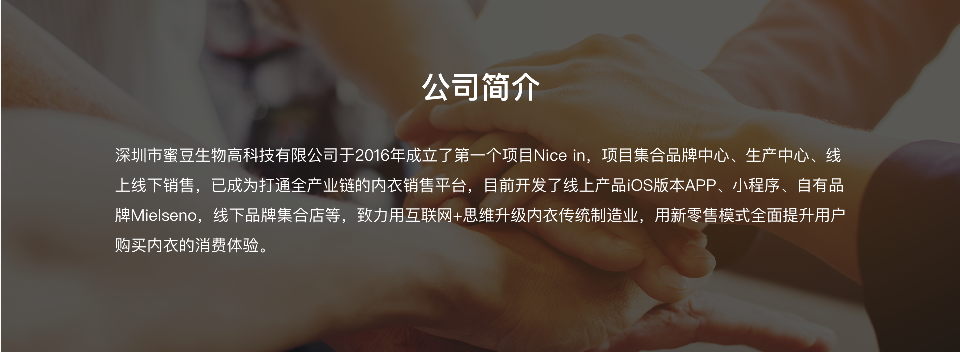 公司简介
深圳市蜜豆生物高科技有限公司于2016年成立了第一个项目Nice in，项目集合品牌中心、生产中心、线
上线下销售，已成为打通全产业链的内衣销售平台，目前开发了线上产品iOS版本APP、小程序、自有品
牌Mielseno，线下品牌集合店等，致力用互联网+思维升级内衣传统制造业，用新零售模式全面提升用户
购买内衣的消费体验。